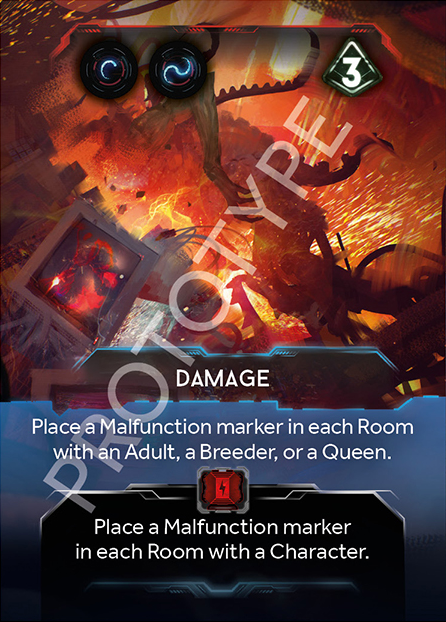 3
PROTOTYPE
DAMAGE
Place a Malfunction marker in each Room
with an Adult, a Breeder, or a Queen.
Place a Malfunction marker
in each Room with a Character.